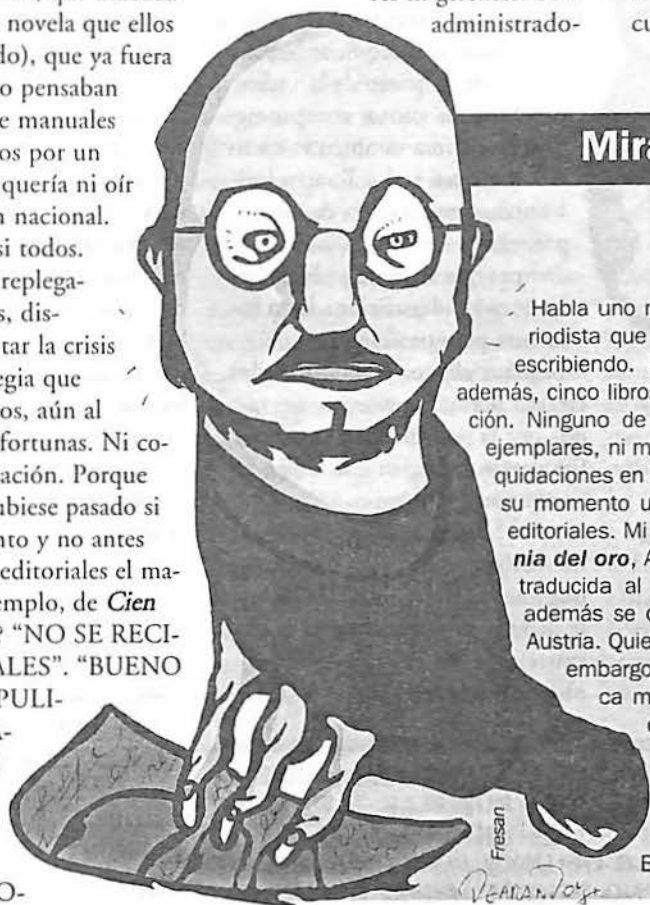 novela que ellos
do), que ya fuera
o pensaban
e manuales
os por un
quería ni oír
n nacional.
si todos.
replega-
s, dis-
tar la crisis
egia que
os, aún al
fortunas. Ni co-
ación. Porque
ubiese pasado si
nto y no antes
editoriales el ma-
emplo, de Cien
? "NO SE RECI-
ALES". "BUENO
PULI-
A-
O-
administrado-
cu
Mira
Habla uno
riodista que
escribiendo.
además, cinco libros
ción. Ninguno de
ejemplares, ni m
quidaciones en
su momento u
editoriales. Mi
nia del oro, A
traducida al
además se
Austria. Quie
embargo
ca m
E
Fresan